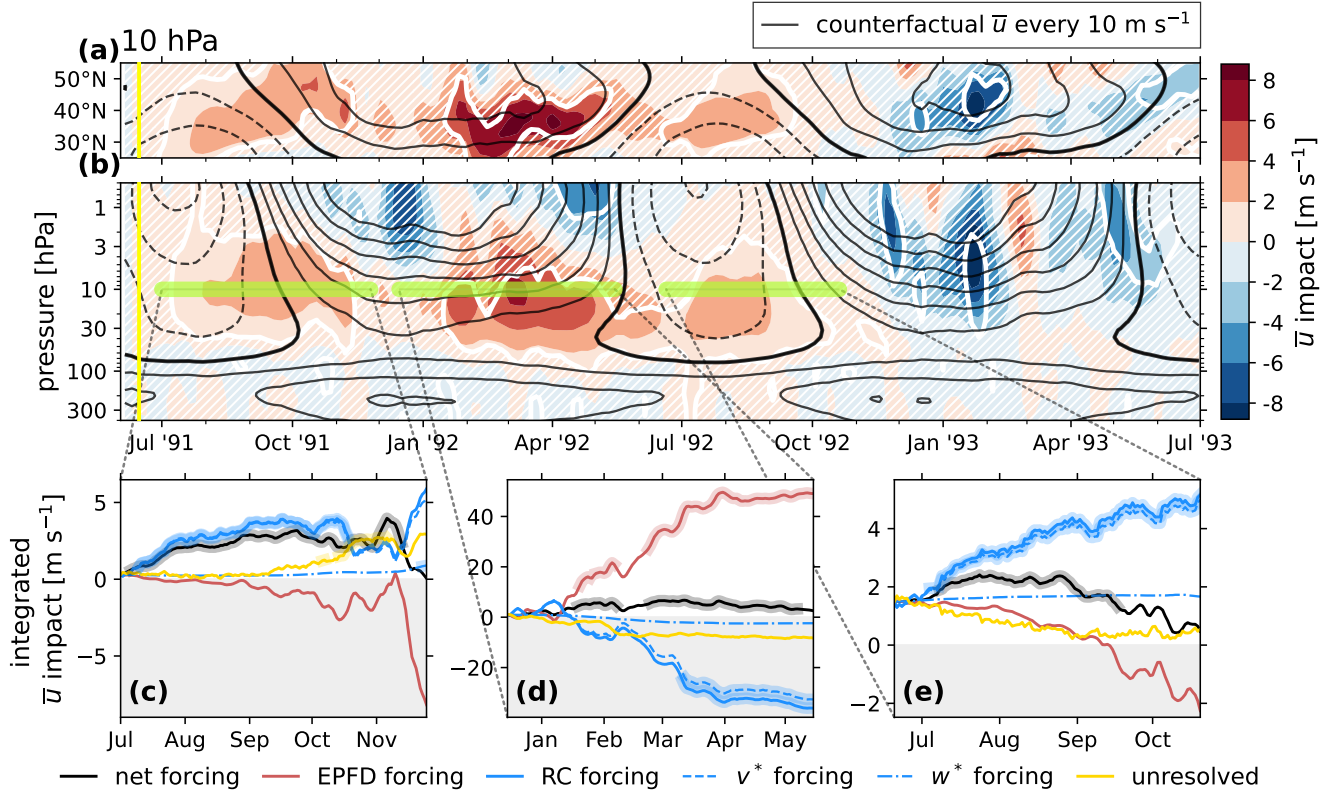 counterfactual u̅ every 10 m s⁻¹
(a) 10 hPa
50°N
40°N
30°N
(b)
pressure [hPa]
1
3
10
30
100
300
Jul '91 Oct '91 Jan '92 Apr '92 Jul '92 Oct '92 Jan '93 Apr '93 Jul '93
8
6
4
2
0
-2
-4
-6
-8
u̅ impact [m s⁻¹]
integrated
u̅ impact [m s⁻¹]
5
0
−5
(c)
Jul Aug Sep Oct Nov
40
20
0
−20
(d)
Jan Feb Mar Apr May
4
2
0
−2
(e)
Jul Aug Sep Oct
net forcing EPFD forcing RC forcing v* forcing w* forcing unresolved